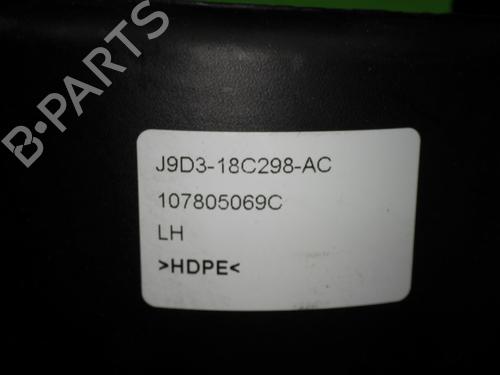 J9D3-18C298-AC
107805069C
LH
>HDPE<
B-PARTS